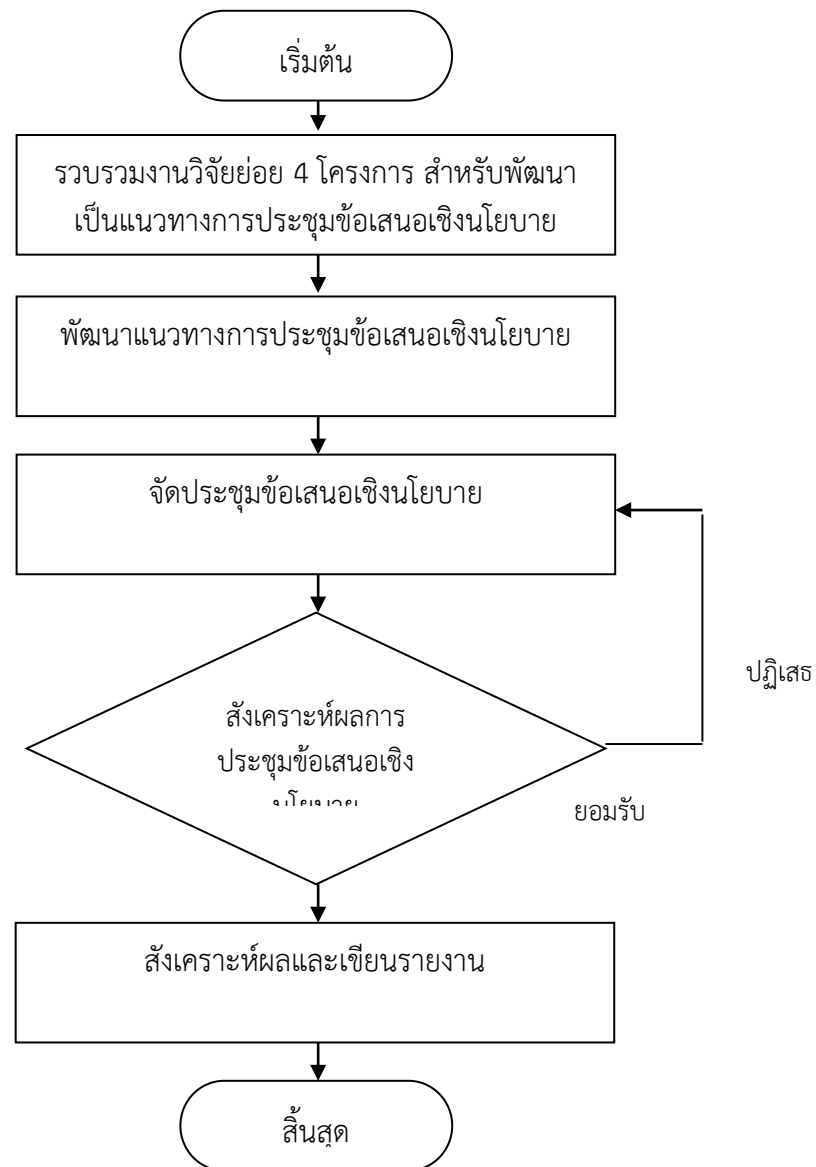 เริ่มต้น
รวบรวมงานวิจัยย่อย 4 โครงการ สำหรับพัฒนา
เป็นแนวทางการประชุมข้อเสนอเชิงนโยบาย
พัฒนาแนวทางการประชุมข้อเสนอเชิงนโยบาย
จัดประชุมข้อเสนอเชิงนโยบาย
ปฏิเสธ
สังเคราะห์ผลการ
ประชุมข้อเสนอเชิง
นโยบาย
ยอมรับ
สังเคราะห์ผลและเขียนรายงาน
สิ้นสุด